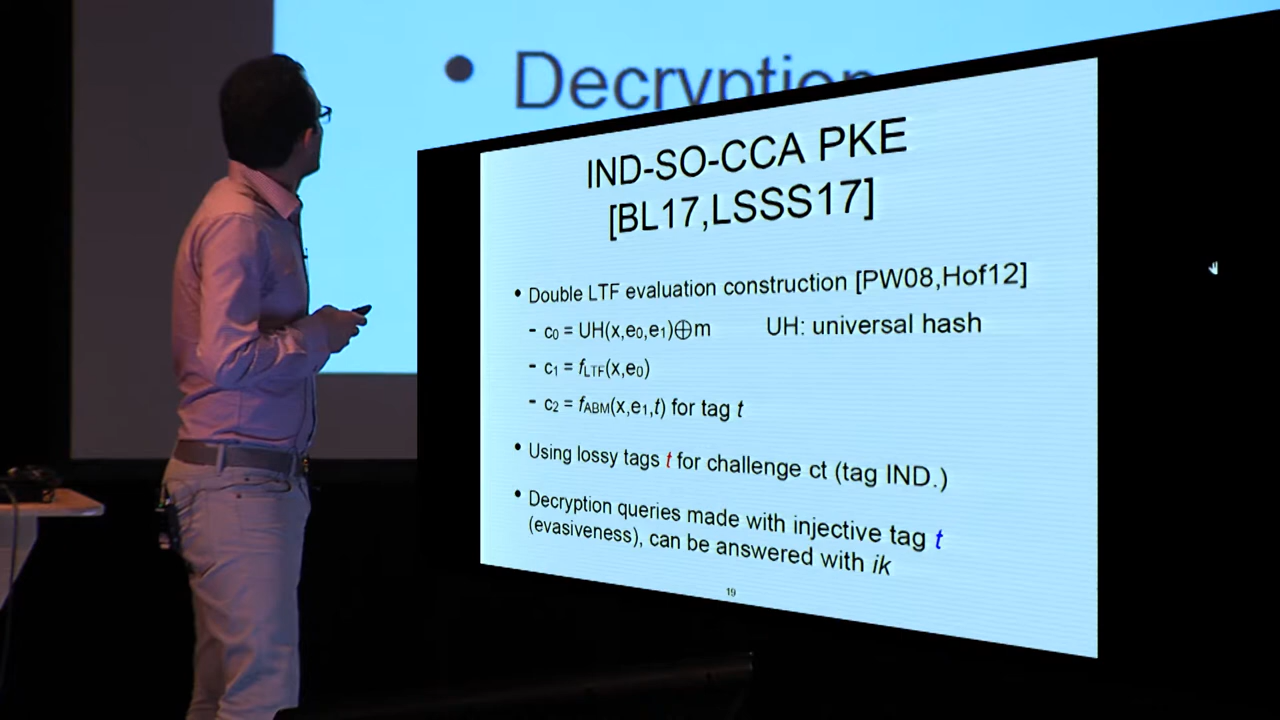 • Decryption
IND-SO-CCA PKE
[BL17,LSSS17]
• Double LTF evaluation construction [PW08,Hof12]
- c₀ = UH(x,e₀,e₁)⊕m UH: universal hash
- c₁ = fLTF(x,e₀)
- c₂ = fABM(x,e₁,t) for tag t
• Using lossy tags t for challenge ct (tag IND.)
• Decryption queries made with injective tag t
(evasiveness), can be answered with ik
19